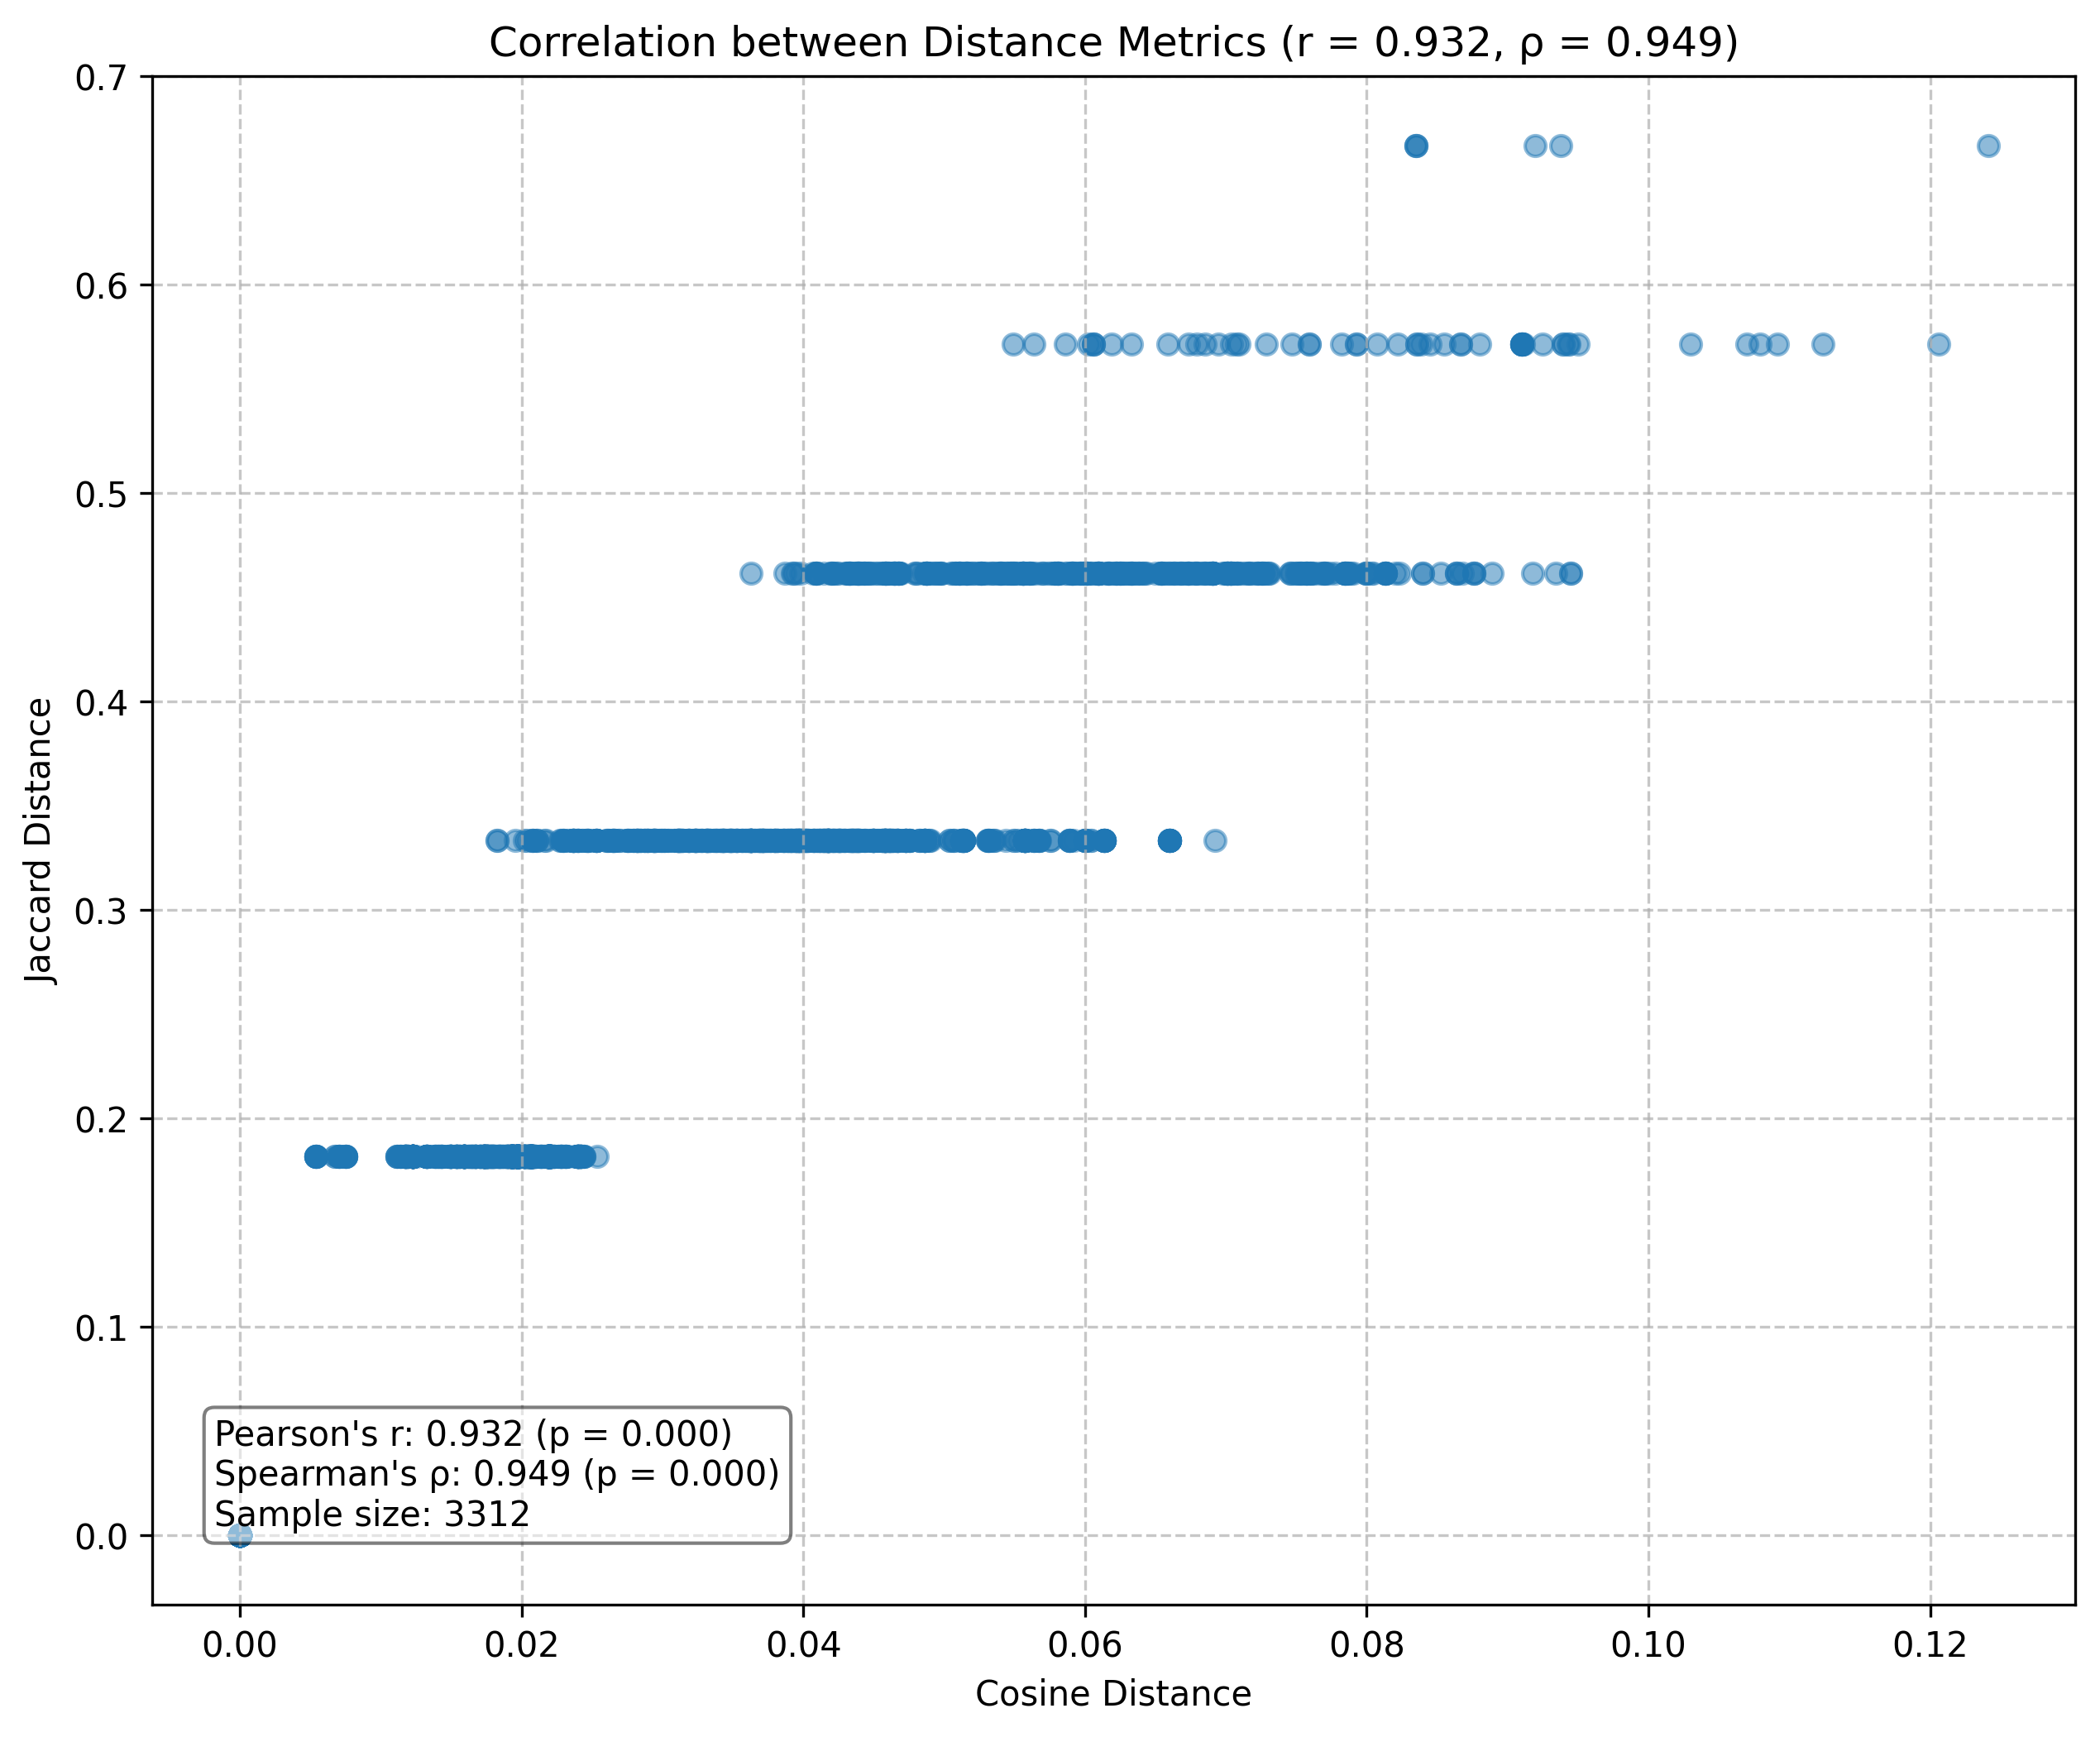 Correlation between Distance Metrics (r = 0.932, ρ = 0.949)
0.7
0.6
0.5
0.4
0.3
0.2
0.1
0.0
Jaccard Distance
Pearson's r: 0.932 (p = 0.000)
Spearman's ρ: 0.949 (p = 0.000)
Sample size: 3312
0.00 0.02 0.04 0.06 0.08 0.10 0.12
Cosine Distance